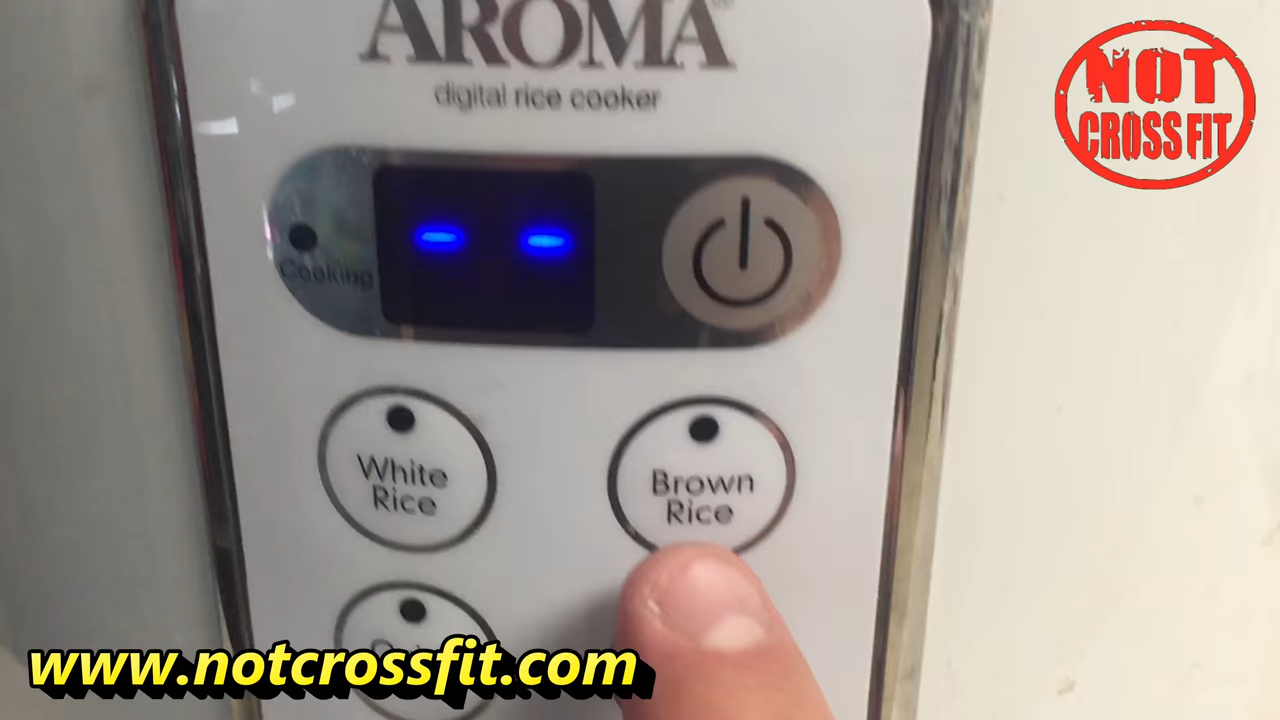 AROMA®
digital rice cooker
NOT
CROSS FIT
Cooking
White
Rice
Brown
Rice
www.notcrossfit.com